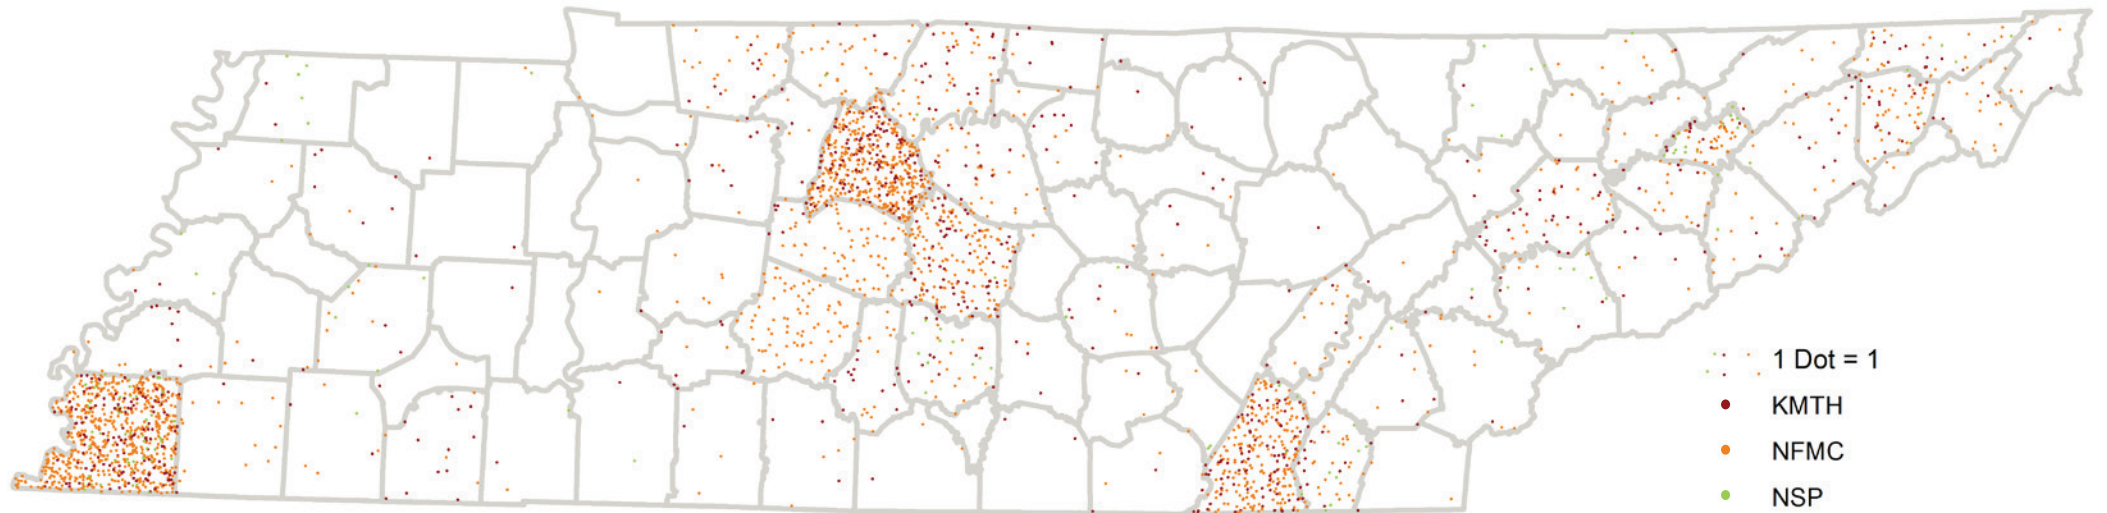 1 Dot = 1
KMTH
NFMC
NSP